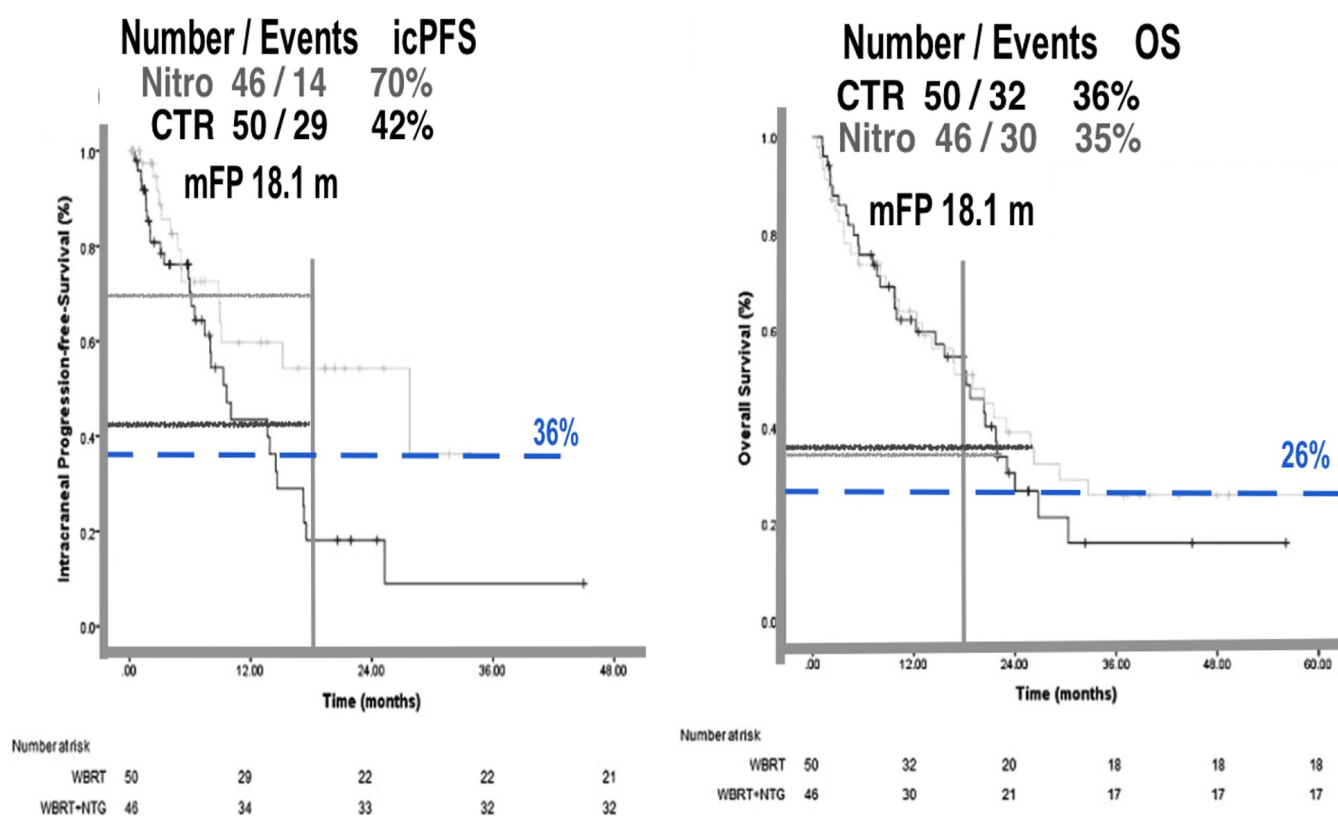 Number / Events icPFS
Nitro 46 / 14 70%
CTR 50 / 29 42%
mFP 18.1 m
Intracraneal Progression-free-Survival (%)
1.0
0.8
0.6
0.4
0.2
0.0
36%
.00 12.00 24.00 36.00 48.00
Time (months)
Number at risk
WBRT 50 29 22 22 21
WBRT+NTG 46 34 33 32 32
Number / Events OS
CTR 50 / 32 36%
Nitro 46 / 30 35%
mFP 18.1 m
Overall Survival (%)
1.0
0.8
0.6
0.4
0.2
0.0
26%
.00 12.00 24.00 36.00 48.00 60.00
Time (months)
Number at risk
WBRT 50 32 20 18 18 18
WBRT+NTG 46 30 21 17 17 17